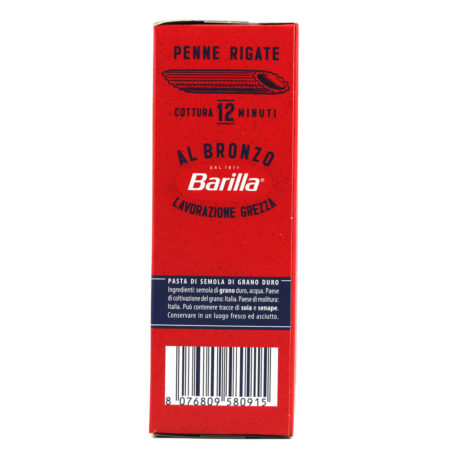 PENNE RIGATE
COTTURA 12 MINUTI
AL BRONZO
DAL 1877
Barilla®
LAVORAZIONE GREZZA
PASTA DI SEMOLA DI GRANO DURO
Ingredienti: semola di grano duro, acqua. Paese
di coltivazione del grano: Italia. Paese di molitura:
Italia. Può contenere tracce di soia e senape.
Conservare in un luogo fresco ed asciutto.
8 076809 580915